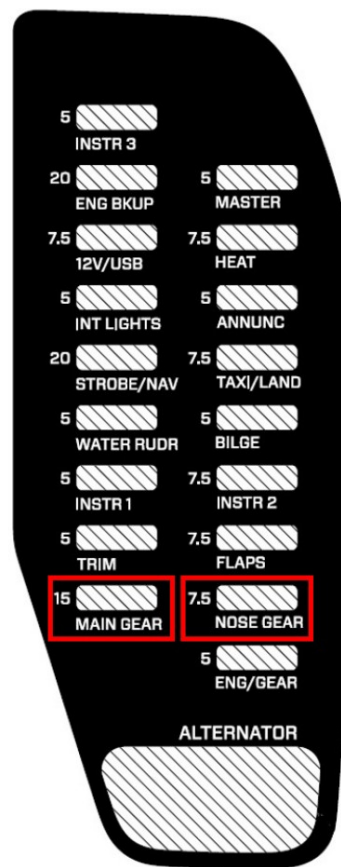 5
INSTR 3
20 5
ENG BKUP MASTER
7.5 7.5
12V/USB HEAT
5 5
INT LIGHTS ANNUNC
20 7.5
STROBE/NAV TAXI/LAND
5 5
WATER RUDR BILGE
5 7.5
INSTR 1 INSTR 2
5 7.5
TRIM FLAPS
15 7.5
MAIN GEAR NOSE GEAR
5
ENG/GEAR
ALTERNATOR